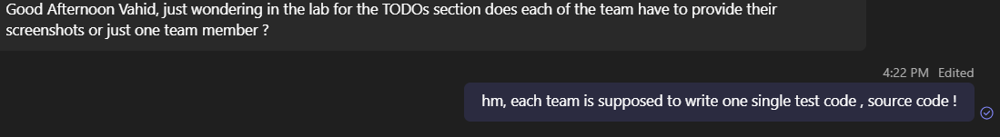 Good Afternoon Vahid, just wondering in the lab for the TODOs section does each of the team have to provide their
screenshots or just one team member ?
4:22 PM Edited
hm, each team is supposed to write one single test code , source code !